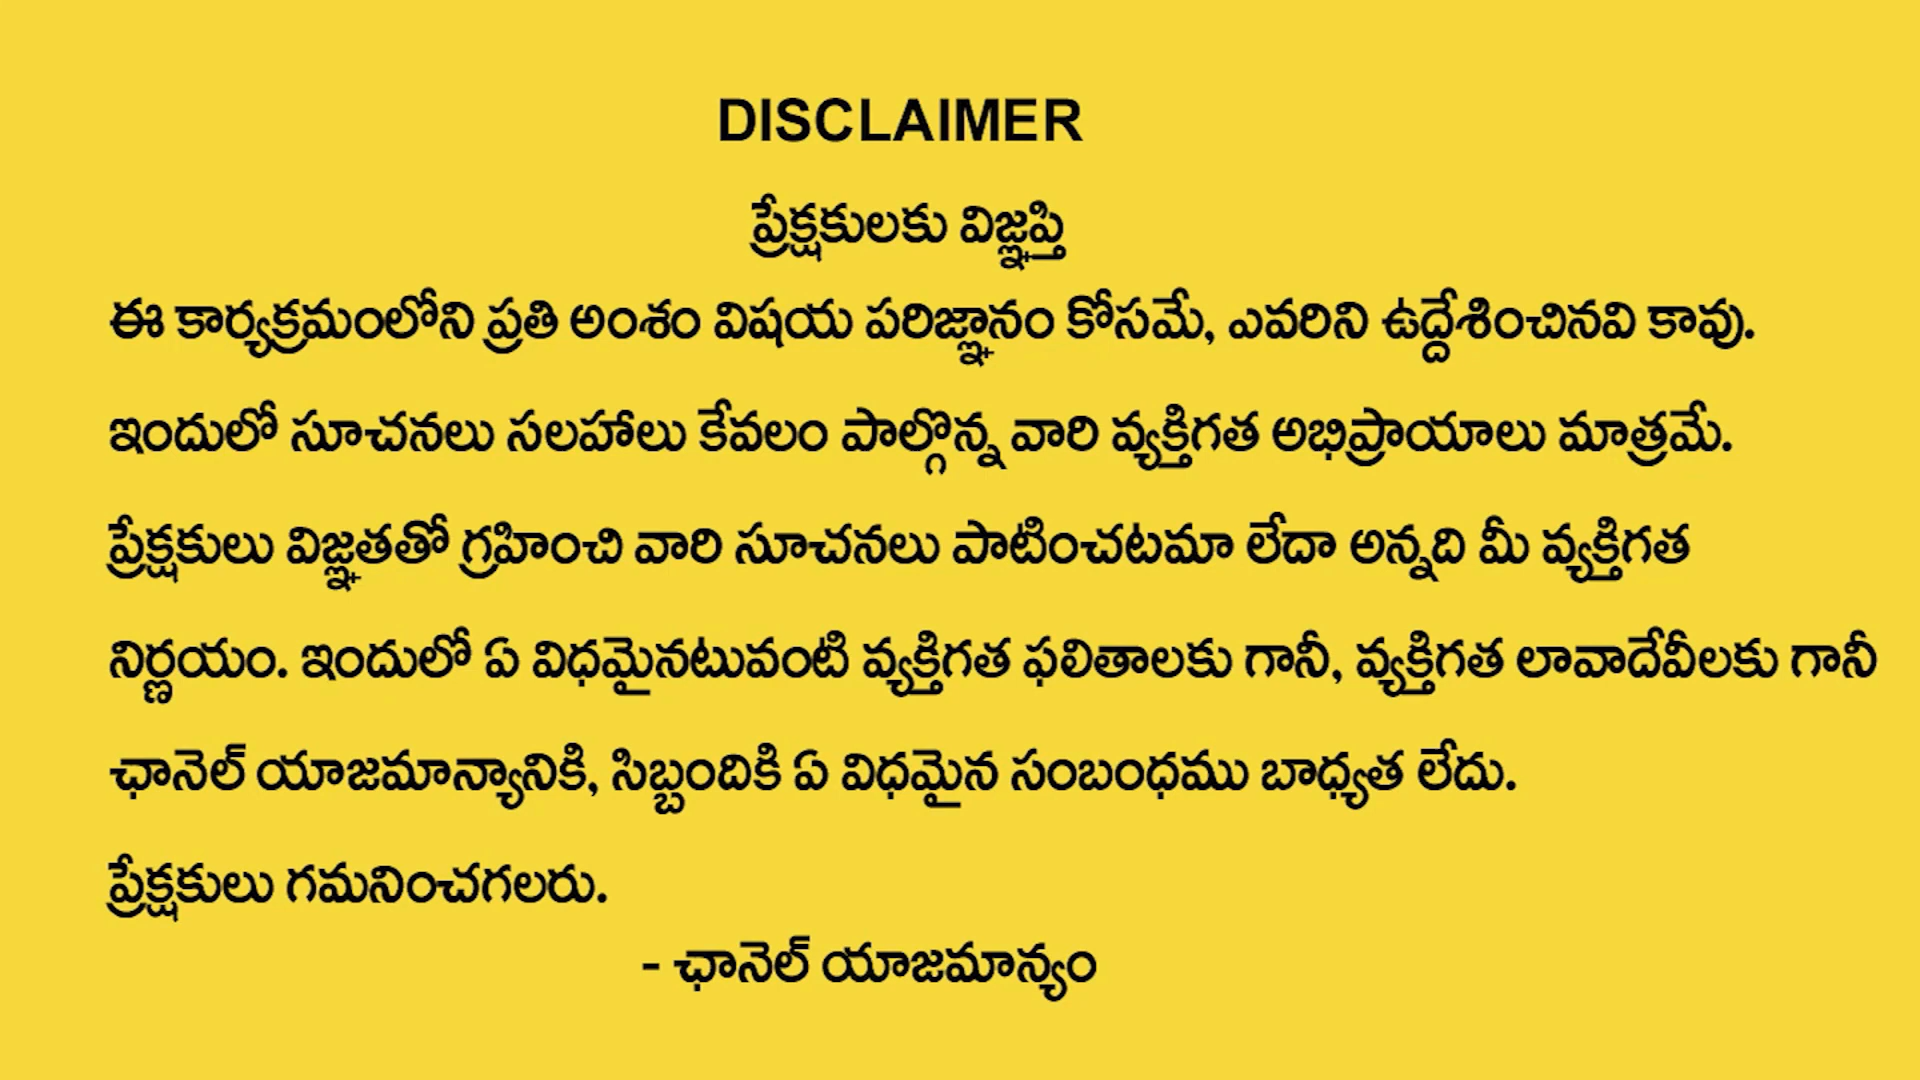 DISCLAIMER
ప్రేక్షకులకు విజ్ఞప్తి
ఈ కార్యక్రమంలోని ప్రతి అంశం విషయ పరిజ్ఞానం కోసమే, ఎవరిని ఉద్దేశించినవి కావు.
ఇందులో సూచనలు సలహాలు కేవలం పాల్గొన్న వారి వ్యక్తిగత అభిప్రాయాలు మాత్రమే.
ప్రేక్షకులు విజ్ఞతతో గ్రహించి వారి సూచనలు పాటించటమా లేదా అన్నది మీ వ్యక్తిగత
నిర్ణయం. ఇందులో ఏ విధమైనటువంటి వ్యక్తిగత ఫలితాలకు గానీ, వ్యక్తిగత లావాదేవీలకు గానీ
ఛానెల్ యాజమాన్యానికి, సిబ్బందికి ఏ విధమైన సంబంధము బాధ్యత లేదు.
ప్రేక్షకులు గమనించగలరు.
- ఛానెల్ యాజమాన్యం